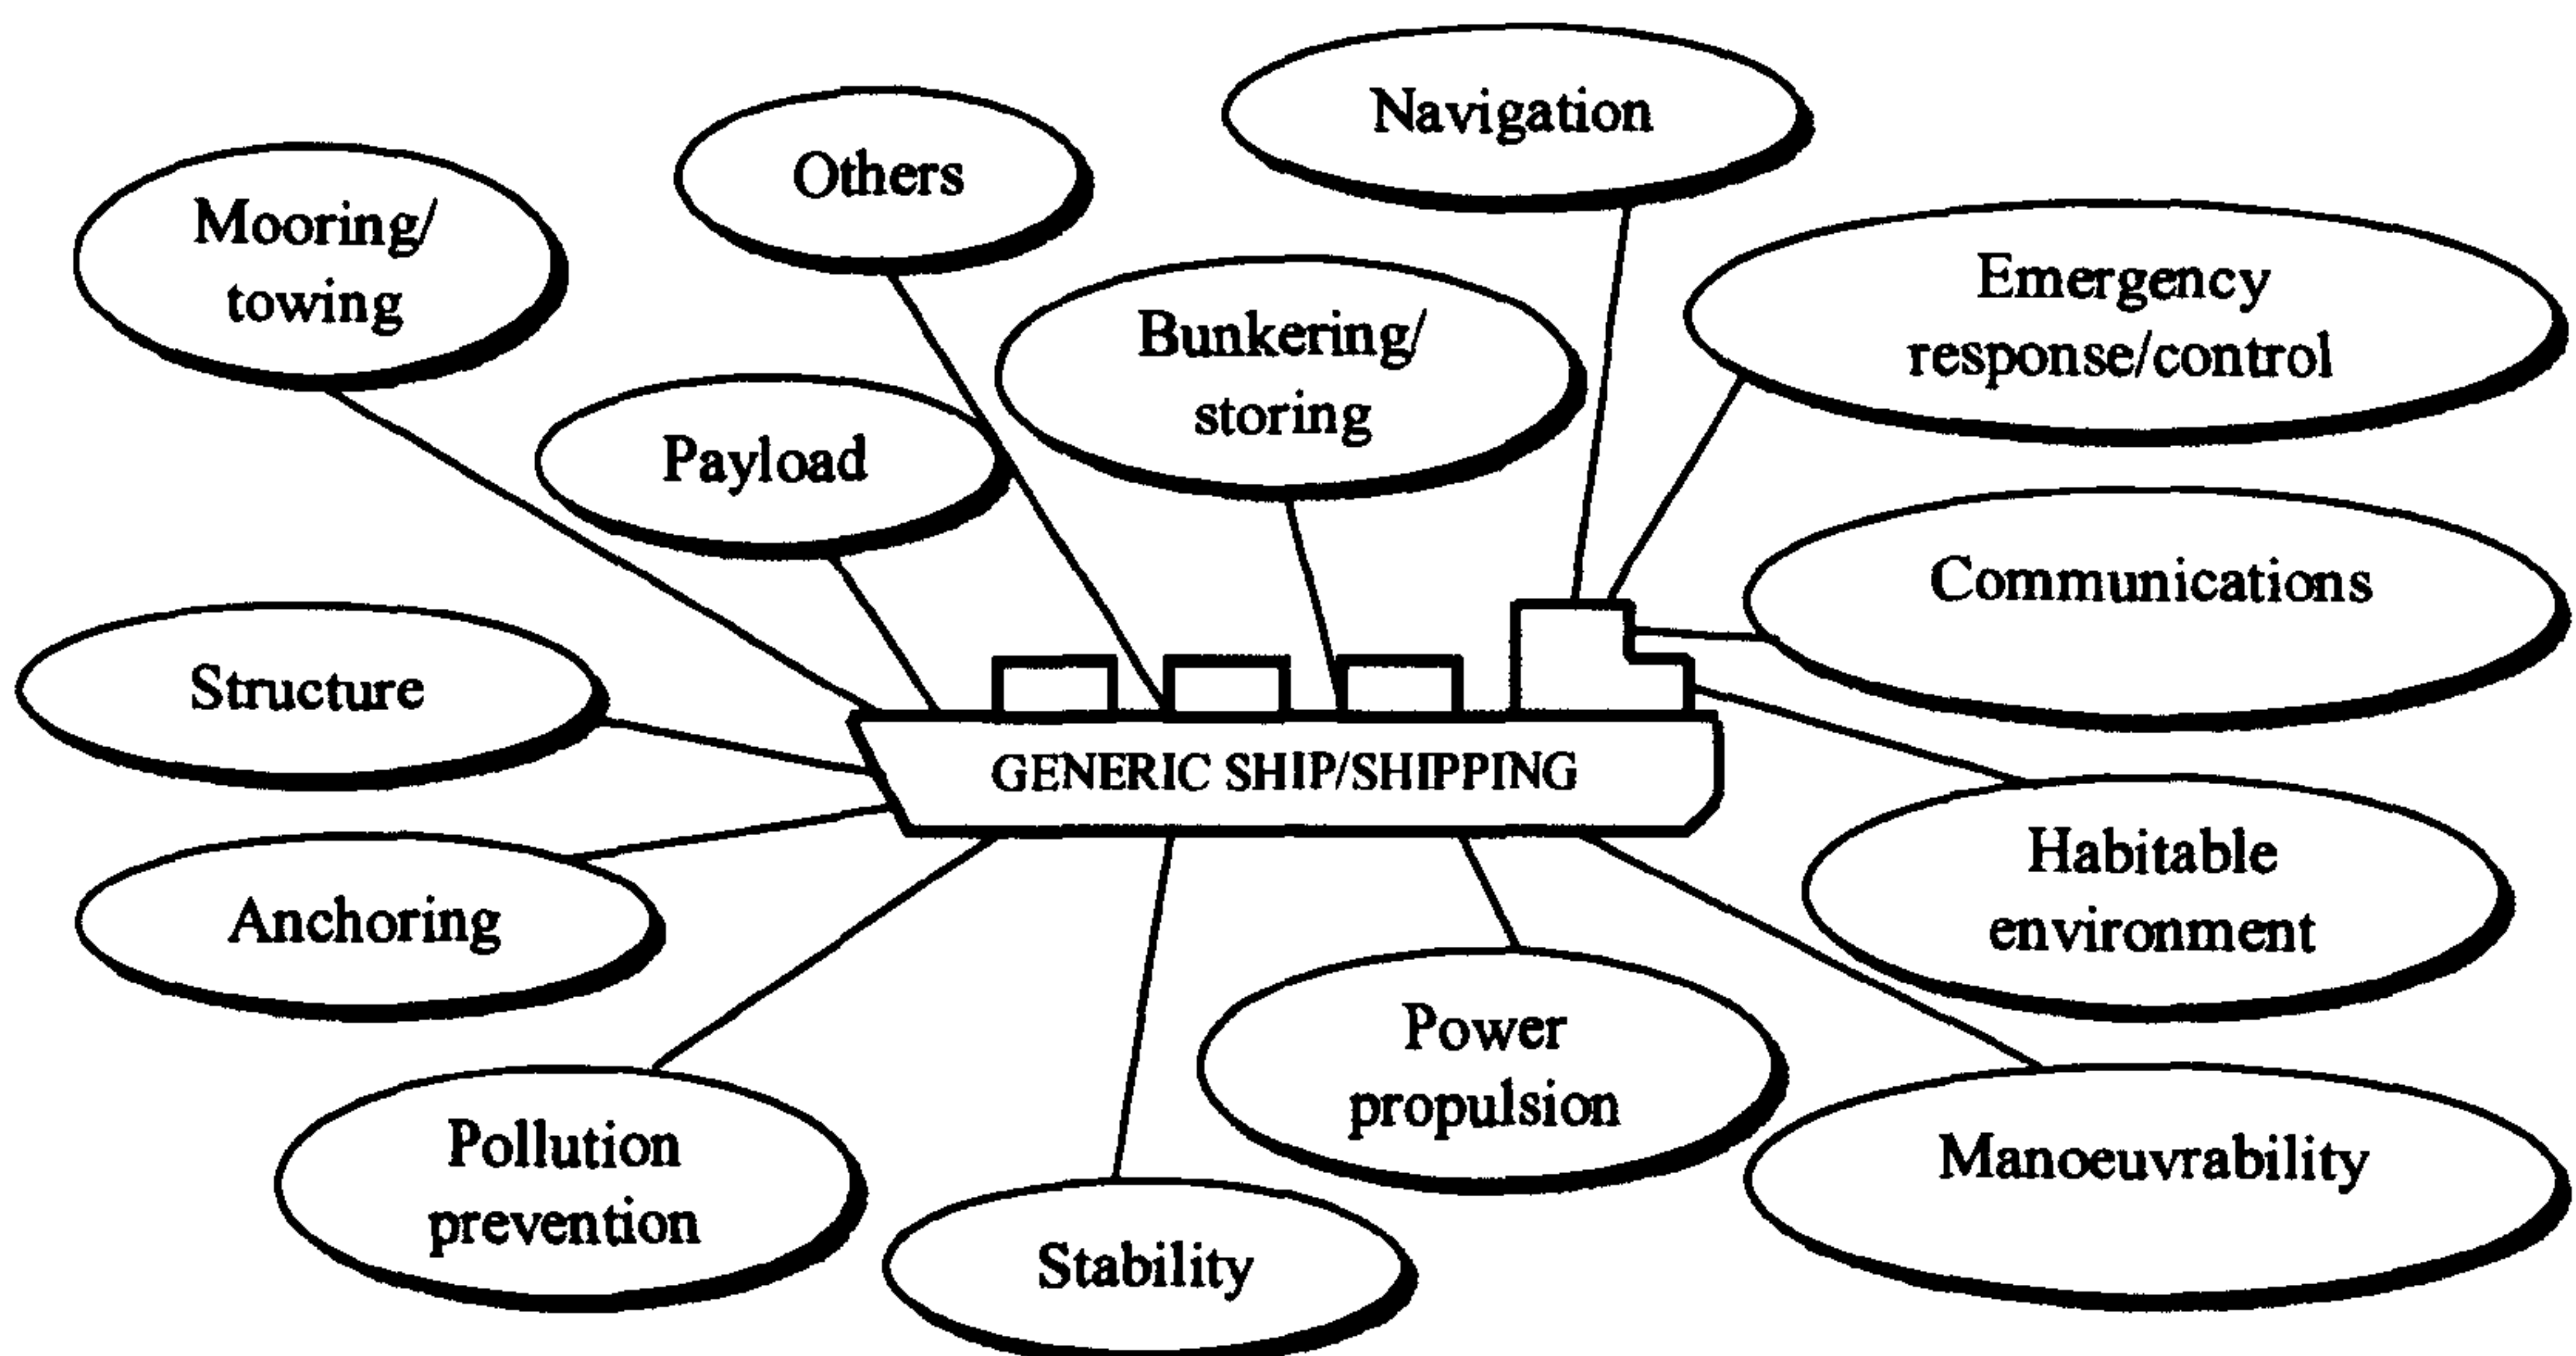 Navigation
Others
Mooring/
towing
Emergency
response/control
Bunkering/
storing
Payload
Communications
Structure
GENERIC SHIP/SHIPPING
Habitable
environment
Anchoring
Power
propulsion
Pollution
prevention
Manoeuvrability
Stability